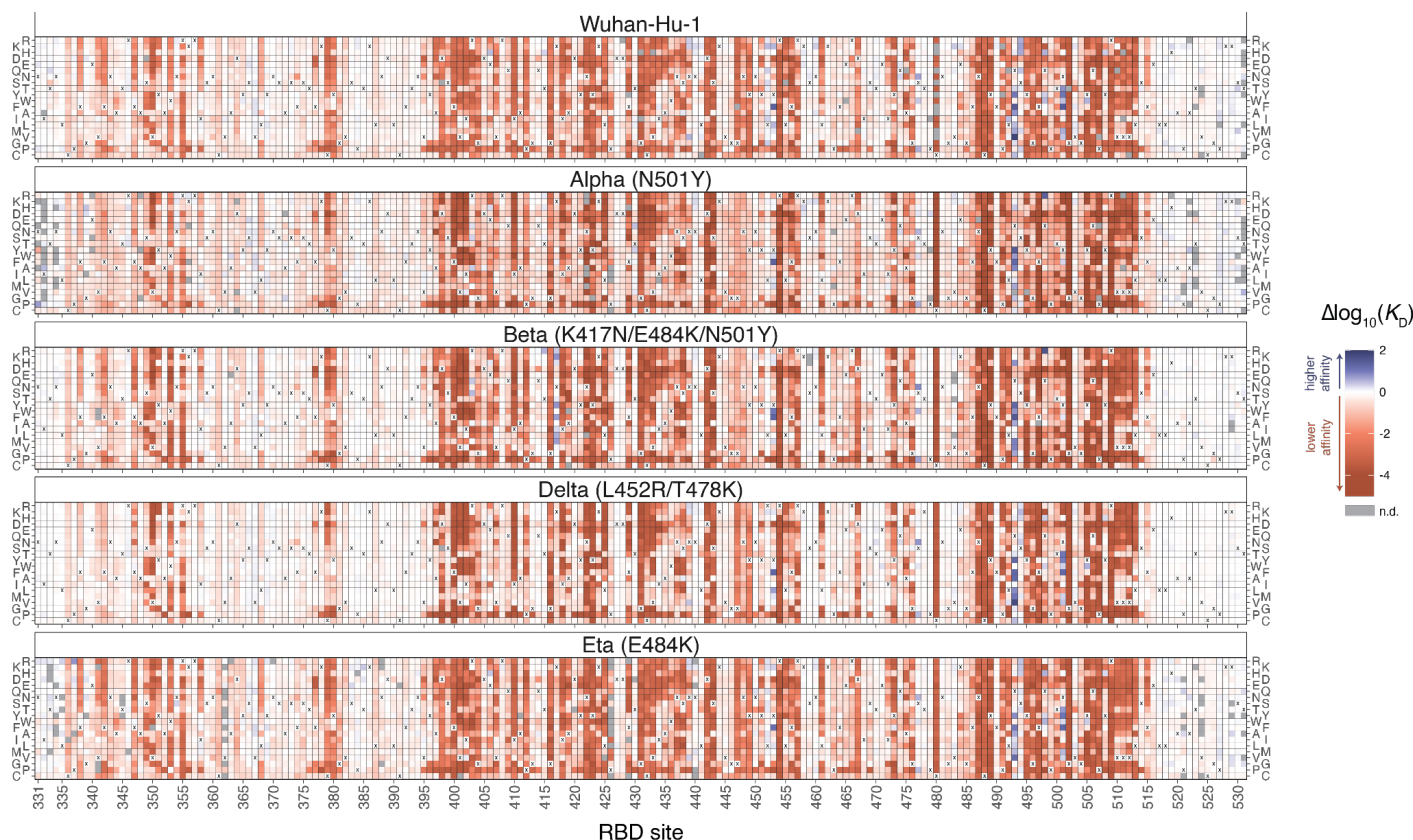 Wuhan-Hu-1
R
K
H
D
E
Q
N
S
T
Y
W
F
A
I
L
M
V
G
P
C
R
K
H
D
E
Q
N
S
T
Y
W
F
A
I
L
M
V
G
P
C
Alpha (N501Y)
R
K
H
D
E
Q
N
S
T
Y
W
F
A
I
L
M
V
G
P
C
R
K
H
D
E
Q
N
S
T
Y
W
F
A
I
L
M
V
G
P
C
Beta (K417N/E484K/N501Y)
R
K
H
D
E
Q
N
S
T
Y
W
F
A
I
L
M
V
G
P
C
R
K
H
D
E
Q
N
S
T
Y
W
F
A
I
L
M
V
G
P
C
Delta (L452R/T478K)
R
K
H
D
E
Q
N
S
T
Y
W
F
A
I
L
M
V
G
P
C
R
K
H
D
E
Q
N
S
T
Y
W
F
A
I
L
M
V
G
P
C
Eta (E484K)
R
K
H
D
E
Q
N
S
T
Y
W
F
A
I
L
M
V
G
P
C
R
K
H
D
E
Q
N
S
T
Y
W
F
A
I
L
M
V
G
P
C
331 335 340 345 350 355 360 365 370 375 380 385 390 395 400 405 410 415 420 425 430 435 440 445 450 455 460 465 470 475 480 485 490 495 500 505 510 515 520 525 530
RBD site
Δlog10(KD)
higher
affinity
lower
affinity
2
0
-2
-4
n.d.